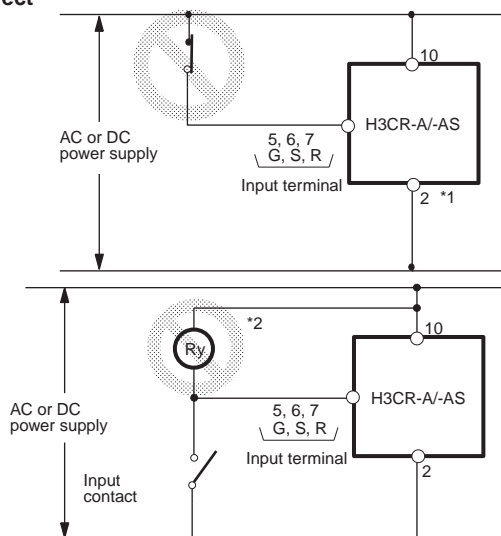 ect
10
H3CR-A/-AS
AC or DC
power supply
5, 6, 7
G, S, R
Input terminal
2 *1
*2
10
Ry
H3CR-A/-AS
AC or DC
power supply
5, 6, 7
G, S, R
Input terminal
2
Input
contact